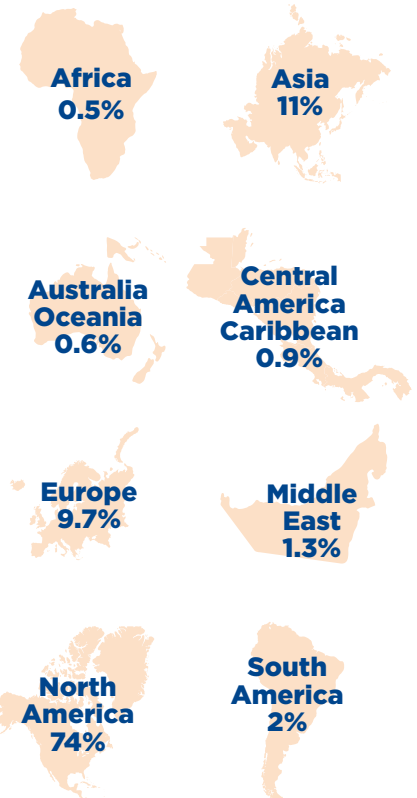 Africa
0.5%
Asia
11%
Australia
Oceania
0.6%
Central
America
Caribbean
0.9%
Europe
9.7%
Middle
East
1.3%
North
America
74%
South
America
2%